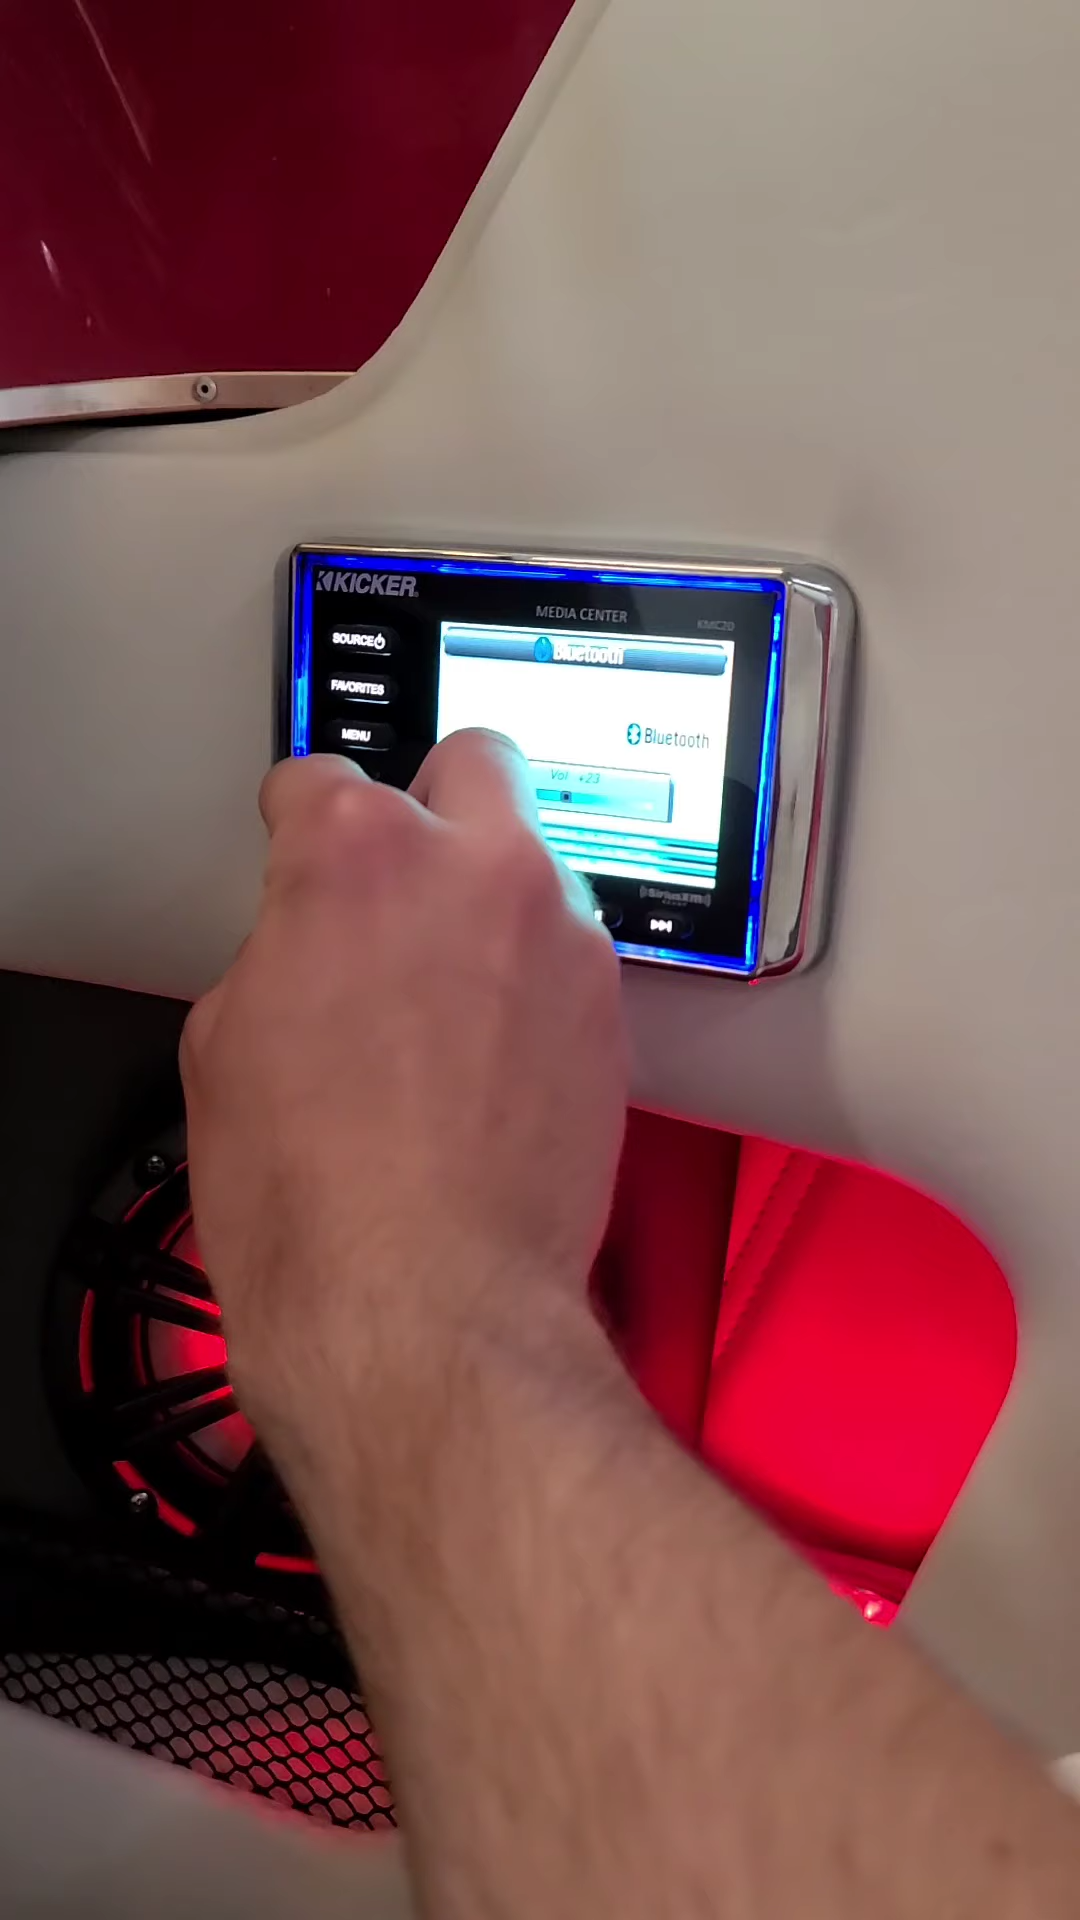 KICKER
MEDIA CENTER
KMC20
SOURCE
Bluetooth
FAVORITES
MENU
Bluetooth
Vol +23
SiriusXM